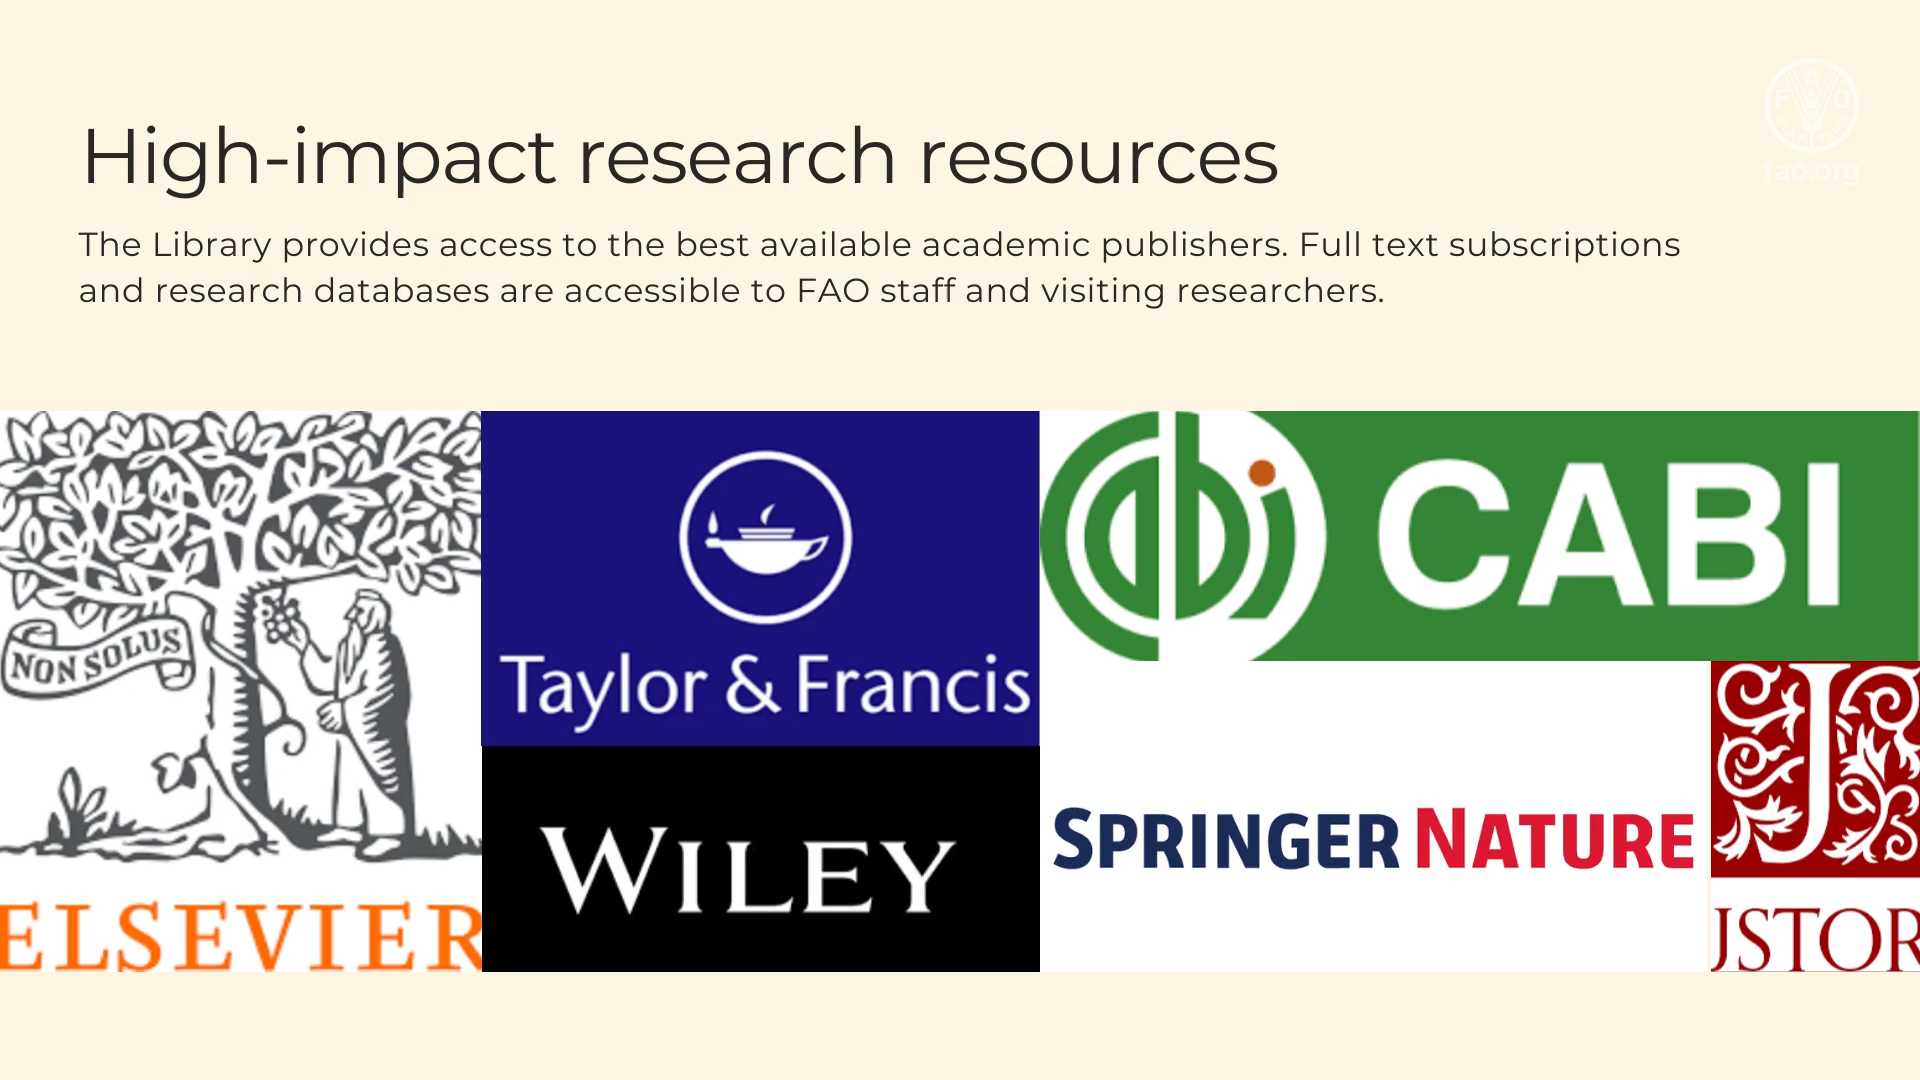 High-impact research resources
The Library provides access to the best available academic publishers. Full text subscriptions
and research databases are accessible to FAO staff and visiting researchers.
F A O
fao.org
NON SOLUS
ELSEVIER
Taylor & Francis
WILEY
cabi
CABI
SPRINGER NATURE
J
JSTOR